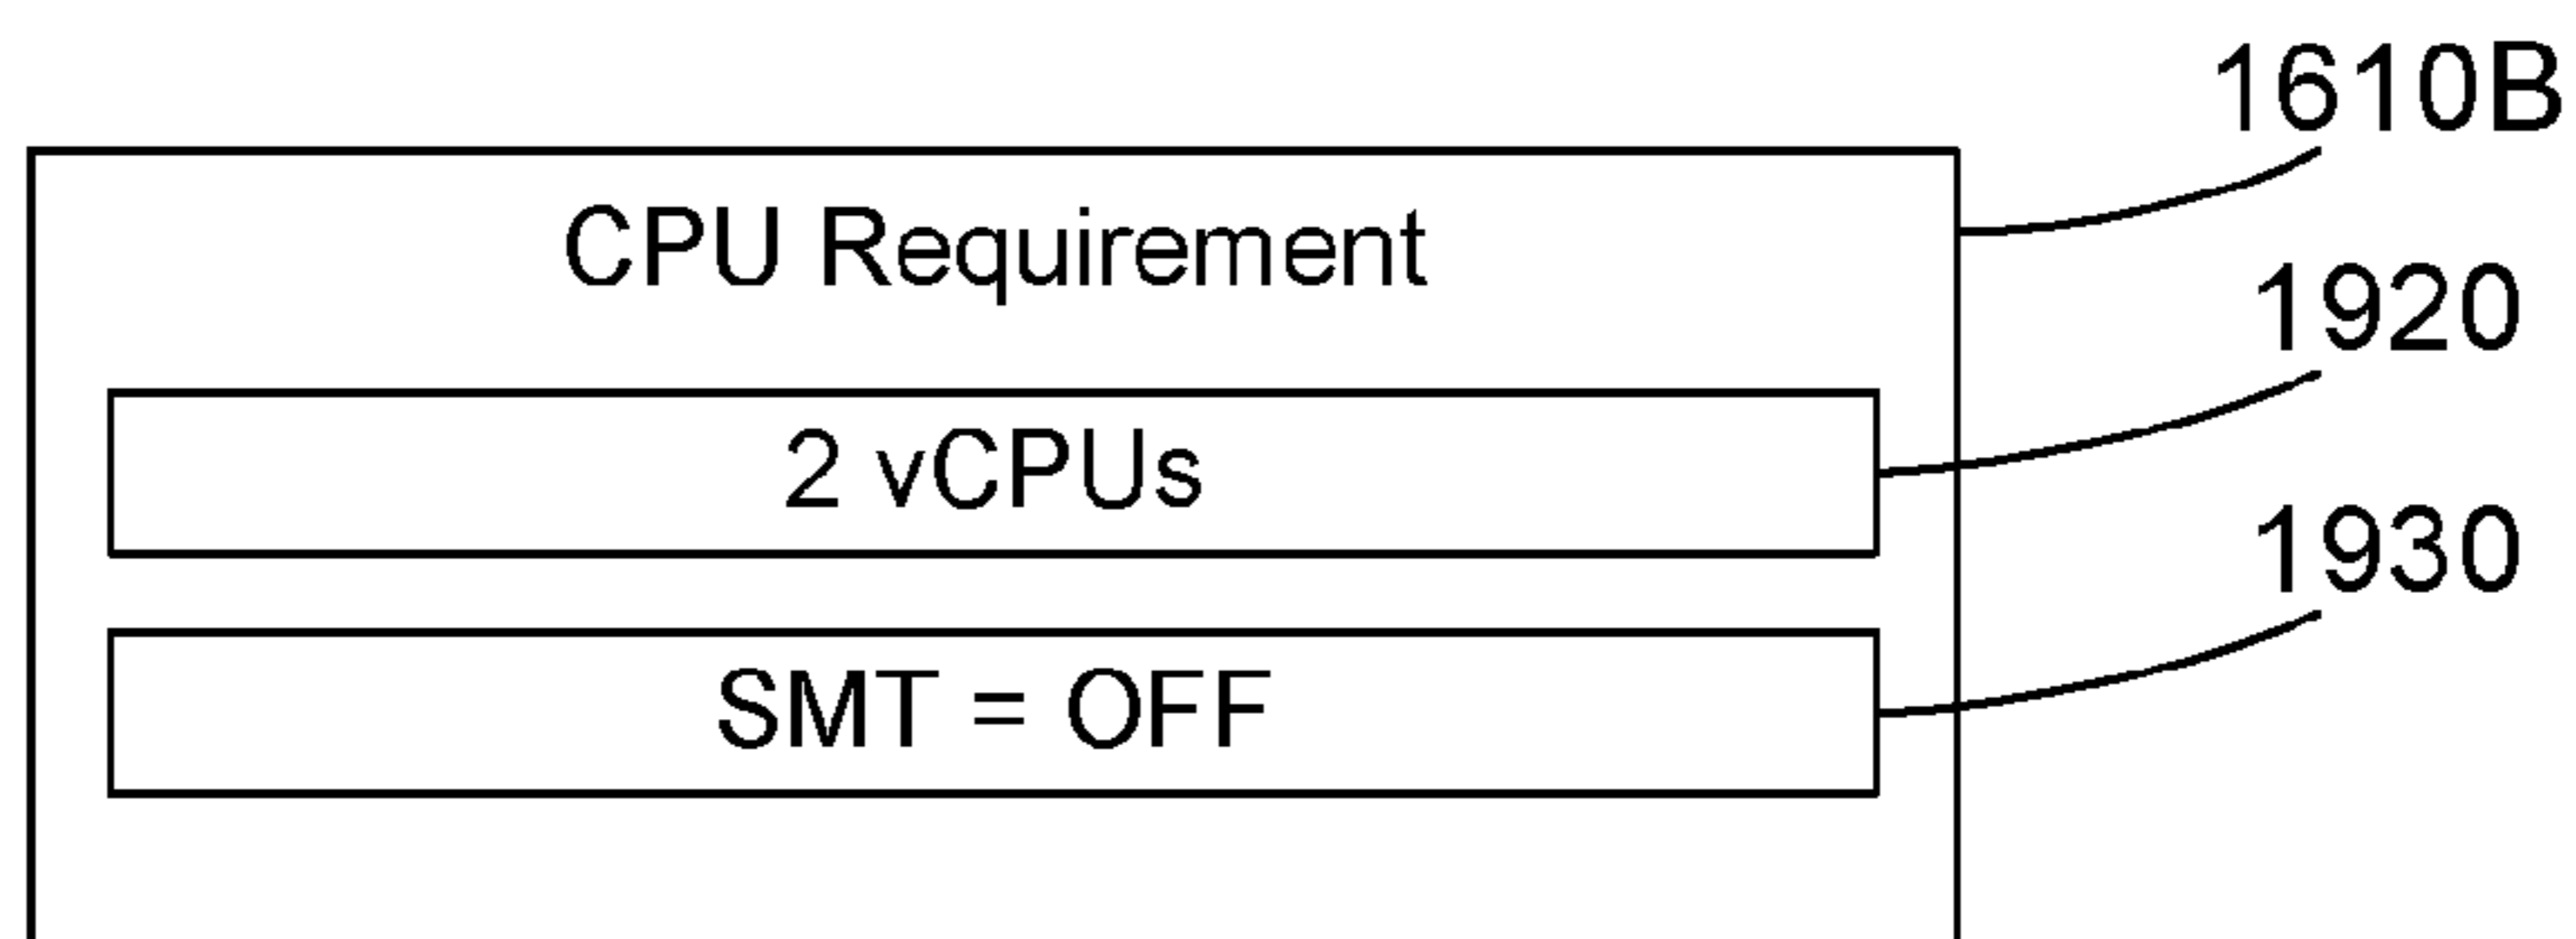 1610B
CPU Requirement
1920
2 vCPUs
1930
SMT = OFF